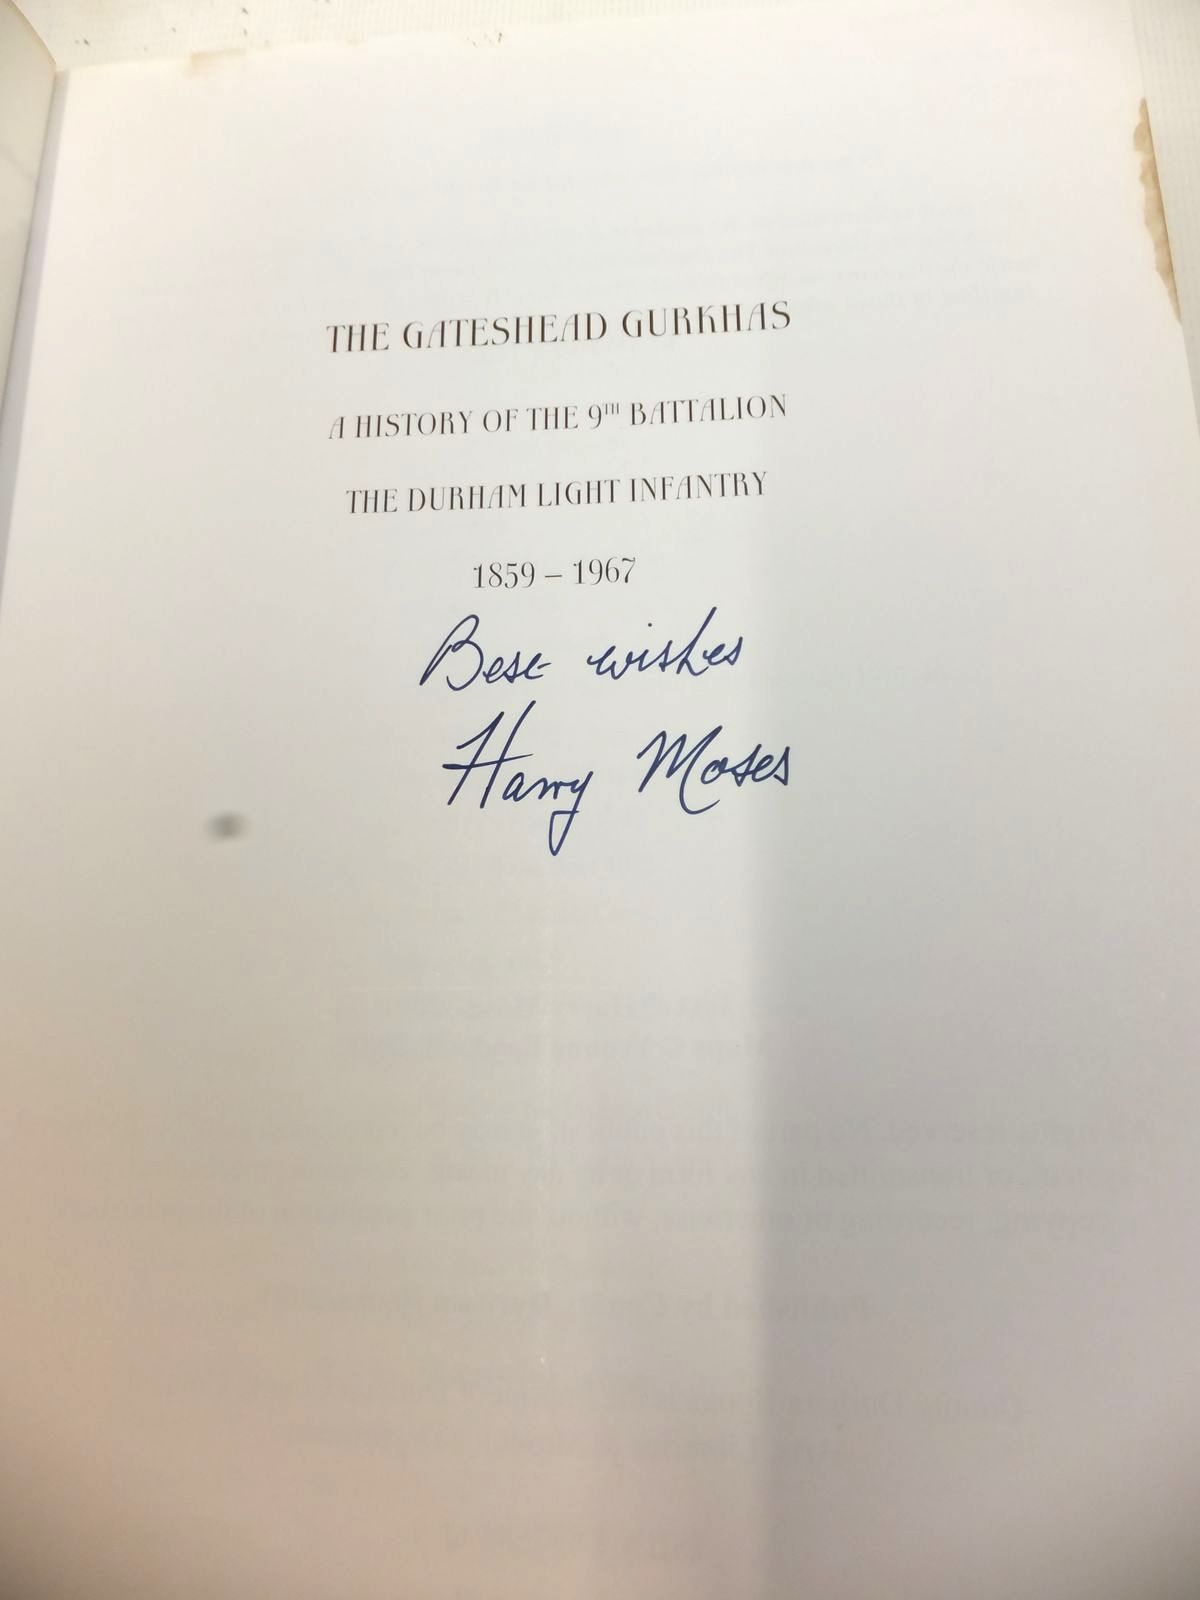 THE GATESHEAD GURKHAS
A HISTORY OF THE 9TH BATTALION
THE DURHAM LIGHT INFANTRY
1859 – 1967
Best wishes
Harry Moses